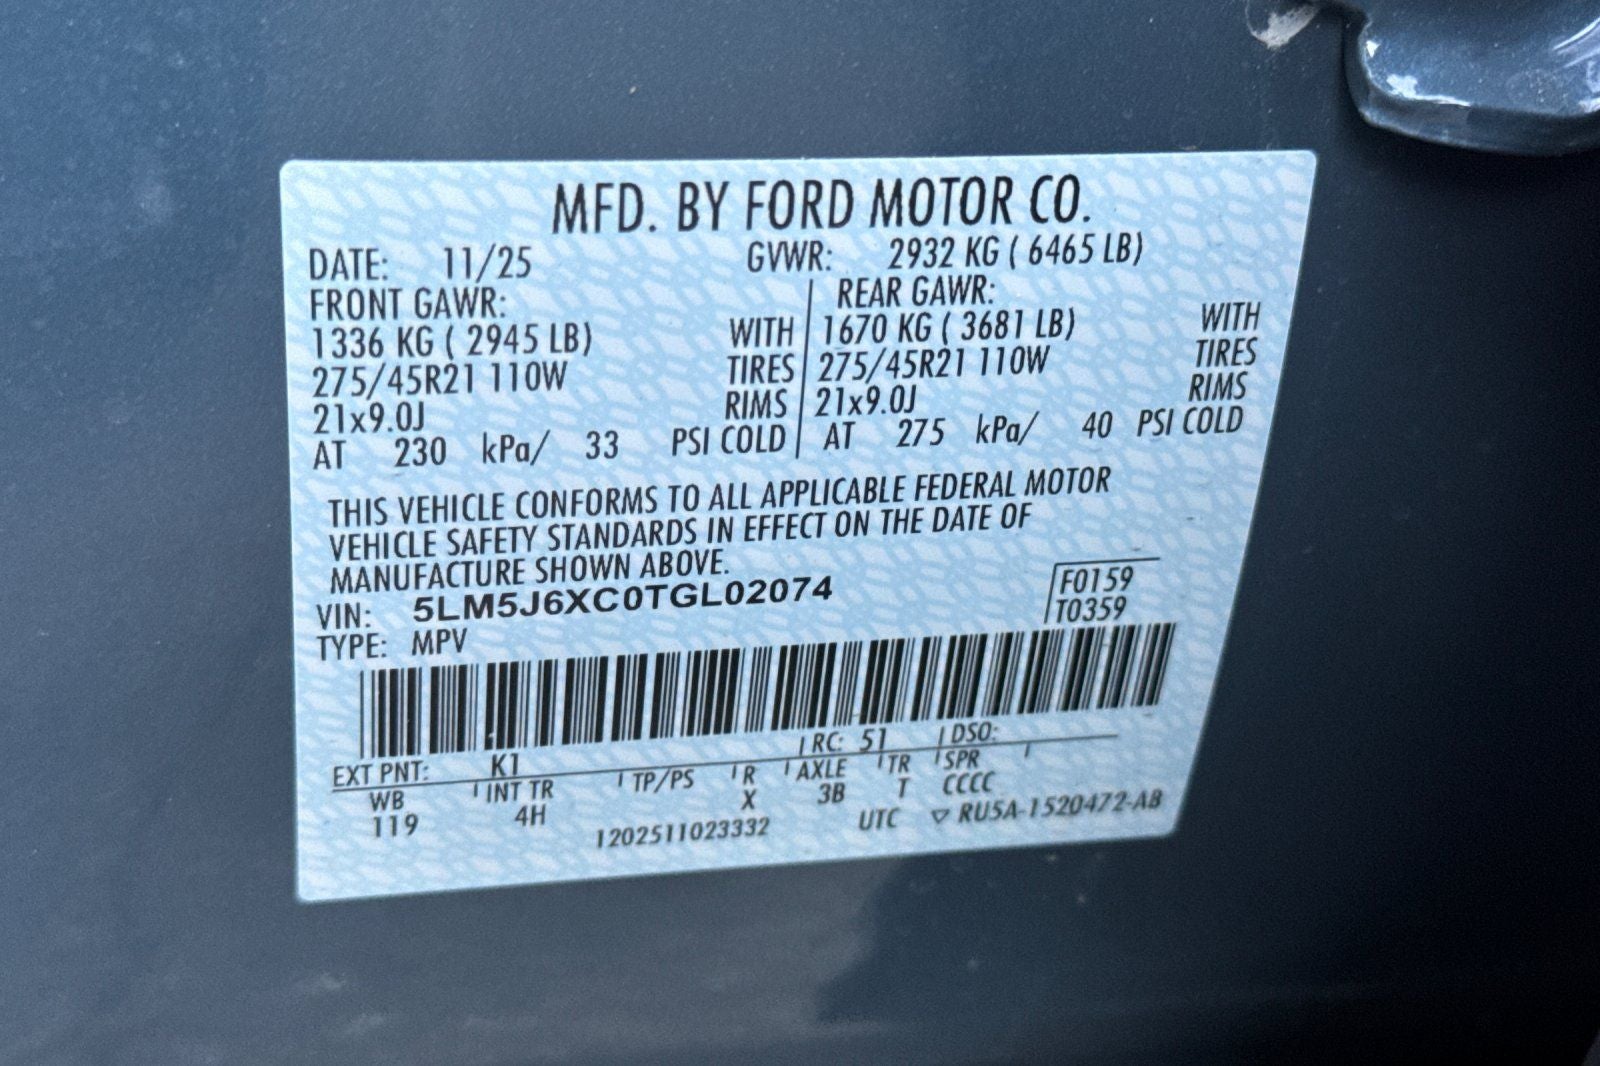 MFD. BY FORD MOTOR CO.
DATE: 11/25 GVWR: 2932 KG ( 6465 LB)
FRONT GAWR: REAR GAWR:
1336 KG ( 2945 LB) WITH 1670 KG ( 3681 LB) WITH
275/45R21 110W TIRES 275/45R21 110W TIRES
21x9.0J RIMS 21x9.0J RIMS
AT 230 kPa/ 33 PSI COLD AT 275 kPa/ 40 PSI COLD
THIS VEHICLE CONFORMS TO ALL APPLICABLE FEDERAL MOTOR
VEHICLE SAFETY STANDARDS IN EFFECT ON THE DATE OF
MANUFACTURE SHOWN ABOVE.
VIN: 5LM5J6XC0TGL02074 F0159
TYPE: MPV T0359
EXT PNT: K1 RC: 51 DSO:
WB INT TR TP/PS R AXLE TR SPR
119 4H X 3B T CCCC
1202511023332 UTC ▽ RU5A-1520472-AB